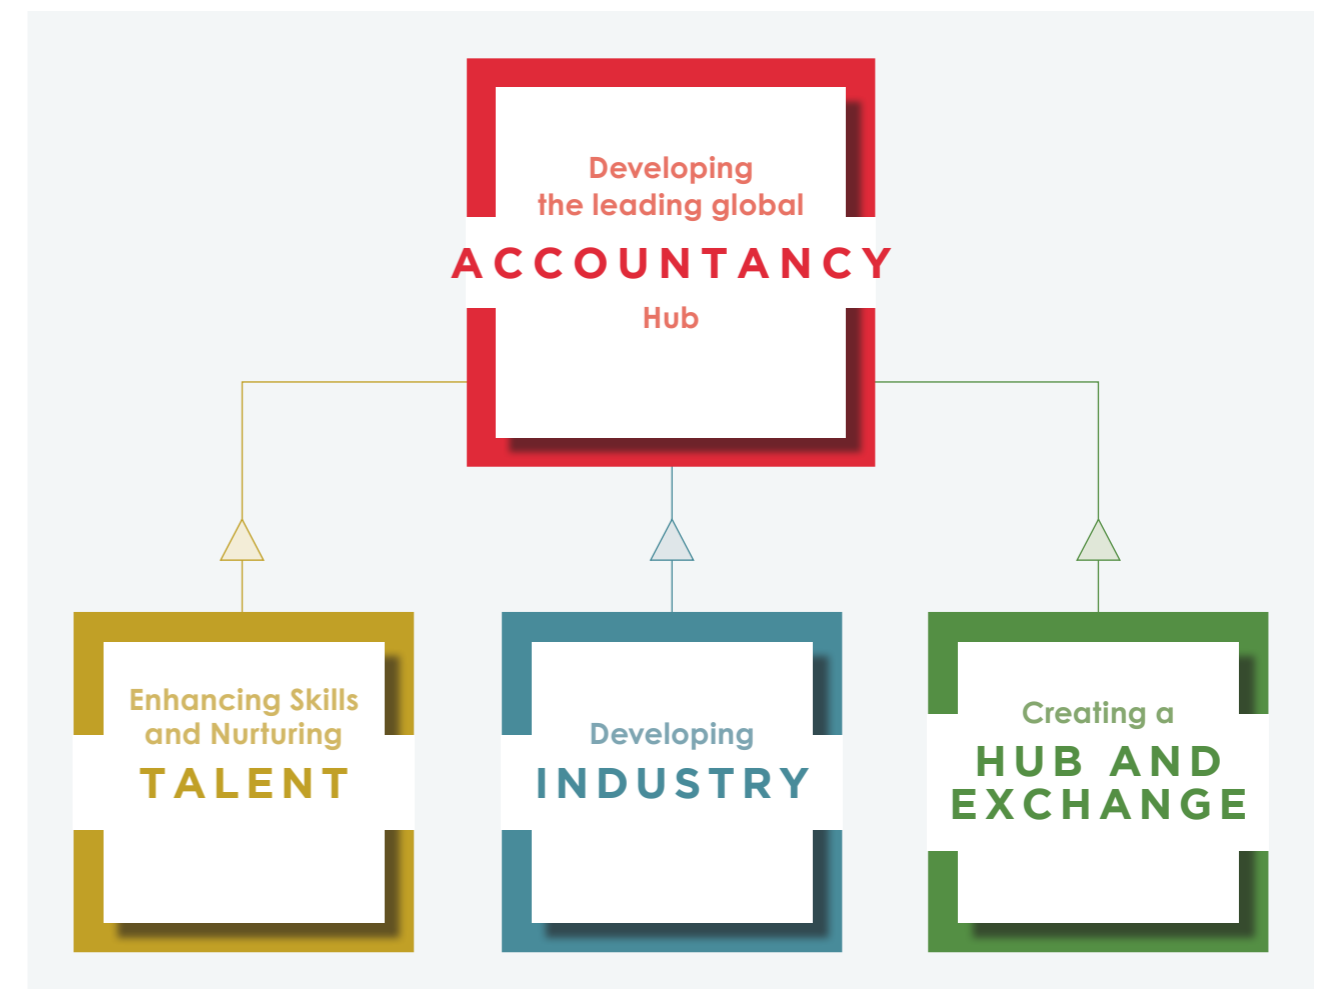 Developing
the leading global
ACCOUNTANCY
Hub
Enhancing Skills
and Nurturing
TALENT
Developing
INDUSTRY
Creating a
HUB AND
EXCHANGE